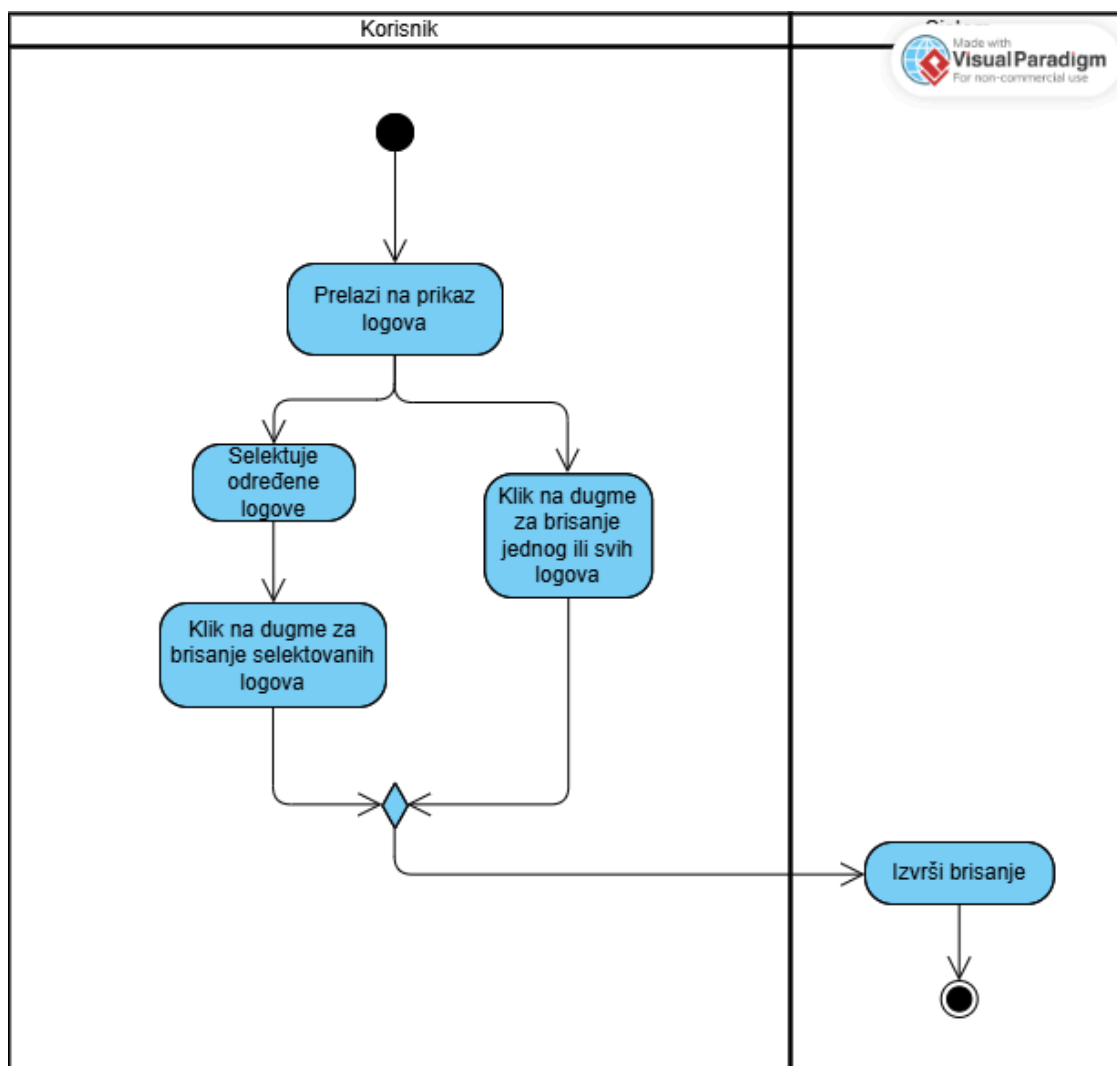 Korisnik
Made with
Visual Paradigm
For non-commercial use
Prelazi na prikaz
logova
Selektuje
određene
logove
Klik na dugme
za brisanje
jednog ili svih
logova
Klik na dugme za
brisanje selektovanih
logova
Izvrši brisanje